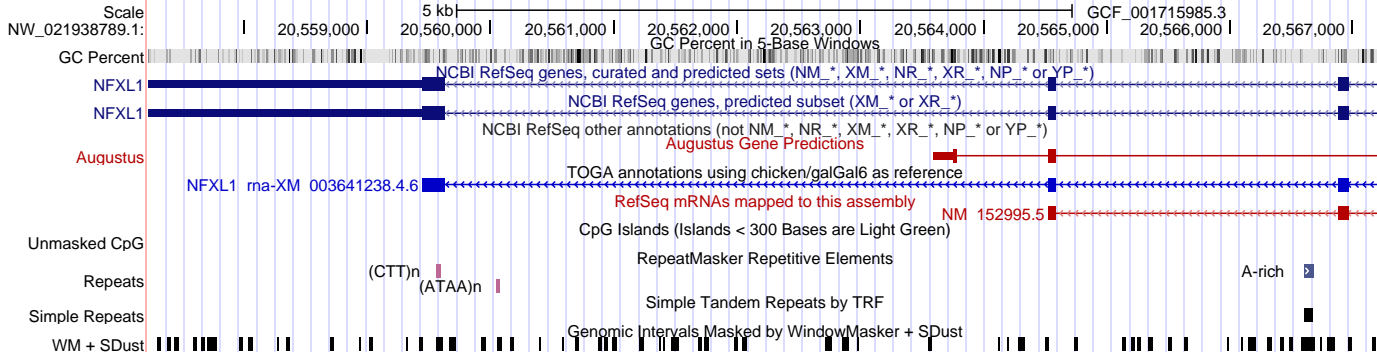 Scale 5 kb GCF_001715985.3
NW_021938789.1: 20,559,000 20,560,000 20,561,000 20,562,000 20,563,000 20,564,000 20,565,000 20,566,000 20,567,000
GC Percent in 5-Base Windows
GC Percent
NCBI RefSeq genes, curated and predicted sets (NM_*, XM_*, NR_*, XR_*, NP_* or YP_*)
NFXL1
NCBI RefSeq genes, predicted subset (XM_* or XR_*)
NFXL1
NCBI RefSeq other annotations (not NM_*, NR_*, XM_*, XR_*, NP_* or YP_*)
Augustus Gene Predictions
Augustus
TOGA annotations using chicken/galGal6 as reference
NFXL1 rna-XM 003641238.4.6
RefSeq mRNAs mapped to this assembly
NM 152995.5
CpG Islands (Islands < 300 Bases are Light Green)
Unmasked CpG
RepeatMasker Repetitive Elements
(CTT)n A-rich
Repeats (ATAA)n
Simple Tandem Repeats by TRF
Simple Repeats
Genomic Intervals Masked by WindowMasker + SDust
WM + SDust